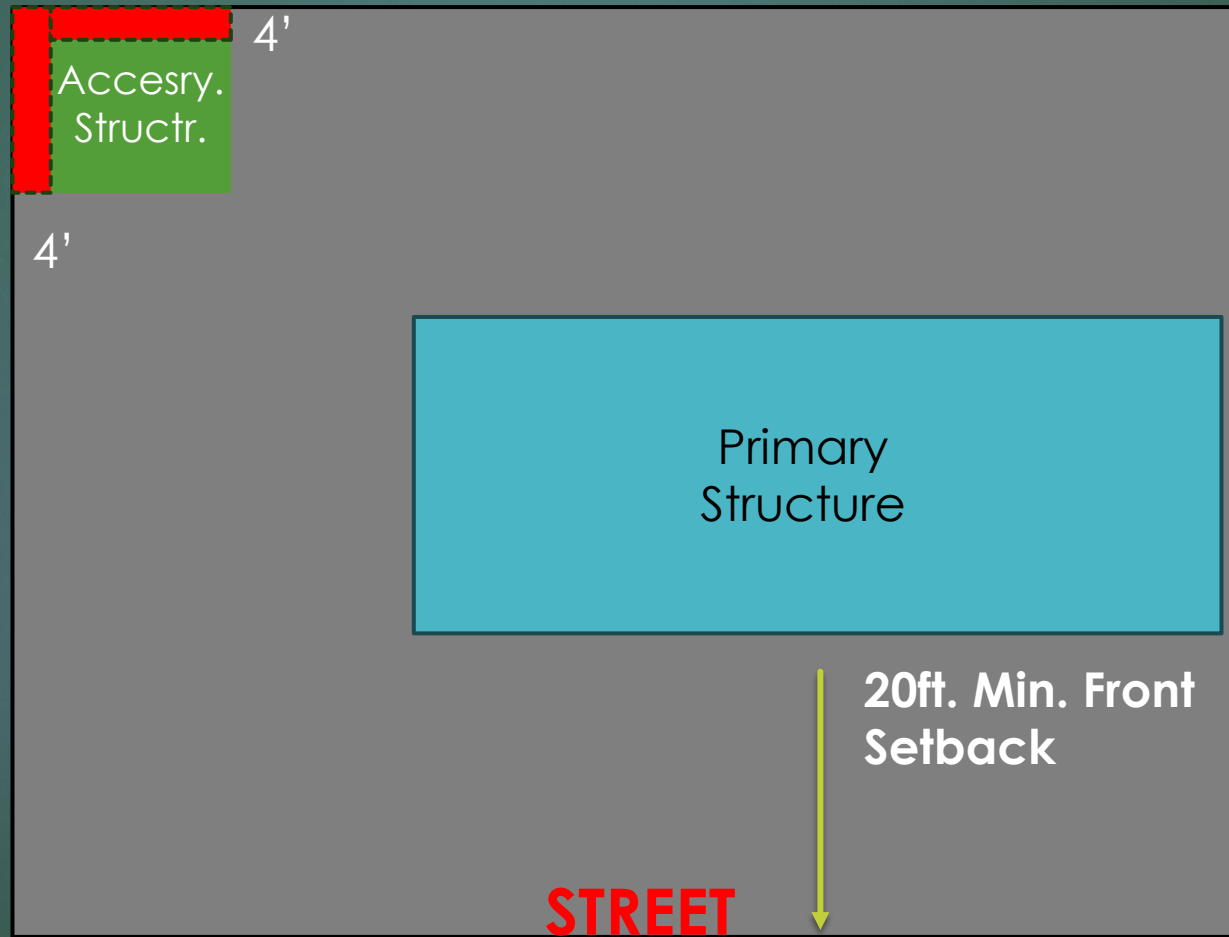 4’
Accesry.
Structr.
4’
Primary
Structure
20ft. Min. Front
Setback
STREET